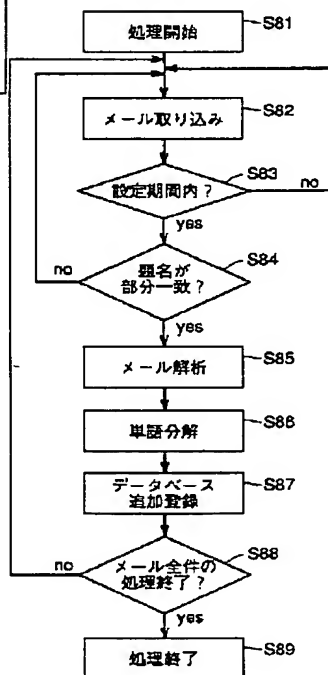 処理開始 S81
メール取り込み S82
設定期間内? S83
no
yes
題名が
部分一致? S84
no
yes
メール解析 S85
単語分解 S86
データベース
追加登録 S87
メール全件の
処理終了? S88
no
yes
処理終了 S89